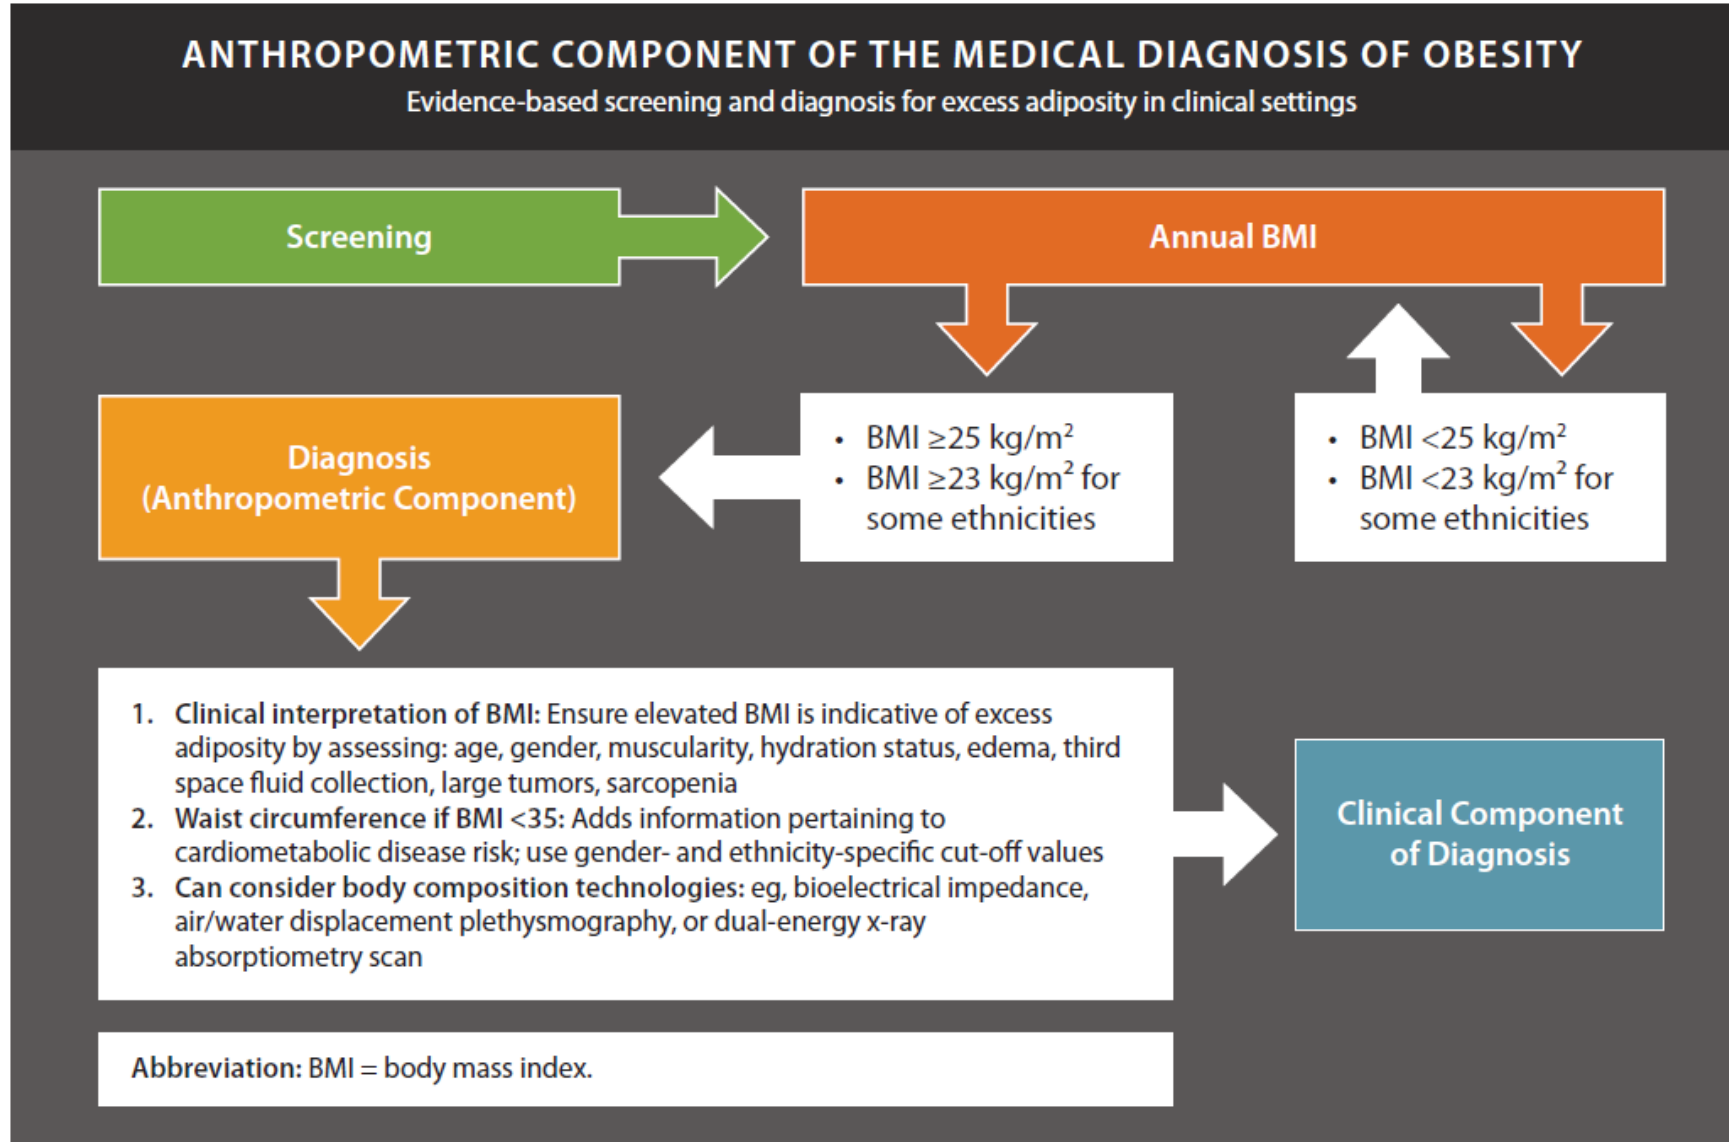 ANTHROPOMETRIC COMPONENT OF THE MEDICAL DIAGNOSIS OF OBESITY
Evidence-based screening and diagnosis for excess adiposity in clinical settings
Screening
Annual BMI
Diagnosis
(Anthropometric Component)
• BMI ≥25 kg/m²
• BMI ≥23 kg/m² for
some ethnicities
• BMI <25 kg/m²
• BMI <23 kg/m² for
some ethnicities
1. Clinical interpretation of BMI: Ensure elevated BMI is indicative of excess
adiposity by assessing: age, gender, muscularity, hydration status, edema, third
space fluid collection, large tumors, sarcopenia
2. Waist circumference if BMI <35: Adds information pertaining to
cardiometabolic disease risk; use gender- and ethnicity-specific cut-off values
3. Can consider body composition technologies: eg, bioelectrical impedance,
air/water displacement plethysmography, or dual-energy x-ray
absorptiometry scan
Clinical Component
of Diagnosis
Abbreviation: BMI = body mass index.